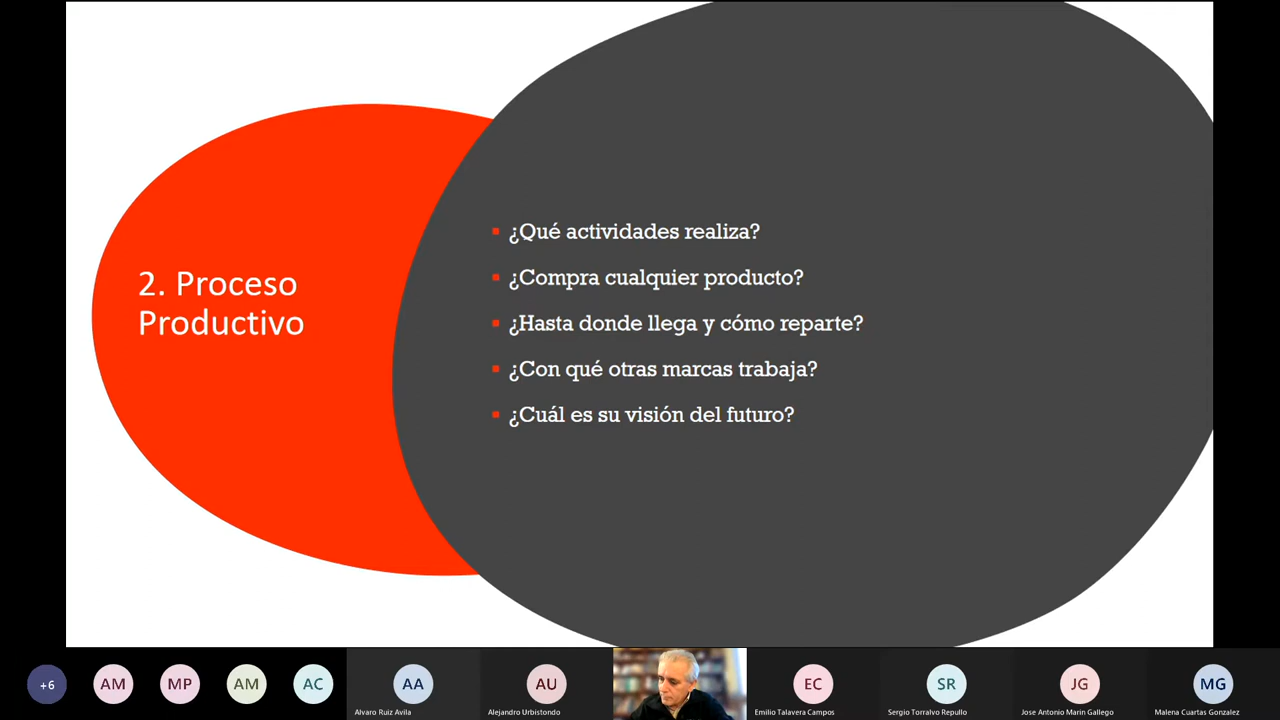 2. Proceso
Productivo
¿Qué actividades realiza?
¿Compra cualquier producto?
¿Hasta donde llega y cómo reparte?
¿Con qué otras marcas trabaja?
¿Cuál es su visión del futuro?
+6
AM
MP
AM
AC
AA
Alvaro Ruiz Avila
AU
Alejandro Urbistondo
EC
Emilio Talavera Campos
SR
Sergio Torralvo Repullo
JG
Jose Antonio Marin Gallego
MG
Malena Cuartas Gonzalez